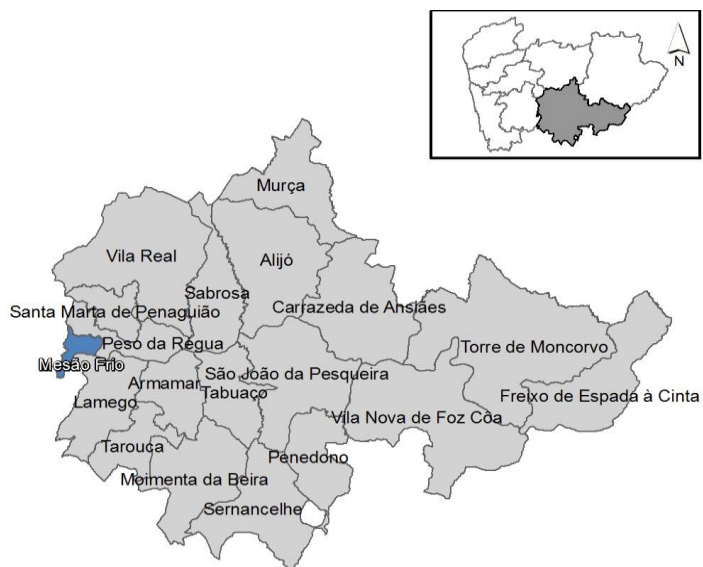 N
Murça
Vila Real
Alijó
Sabrosa
Carrazeda de Ansiães
Santa Marta de Penaguião
Peso da Régua
Torre de Moncorvo
Mesão Frio
São João da Pesqueira
Armamar
Tabuaço
Freixo de Espada à Cinta
Lamego
Vila Nova de Foz Côa
Tarouca
Penedono
Moimenta da Beira
Sernancelhe